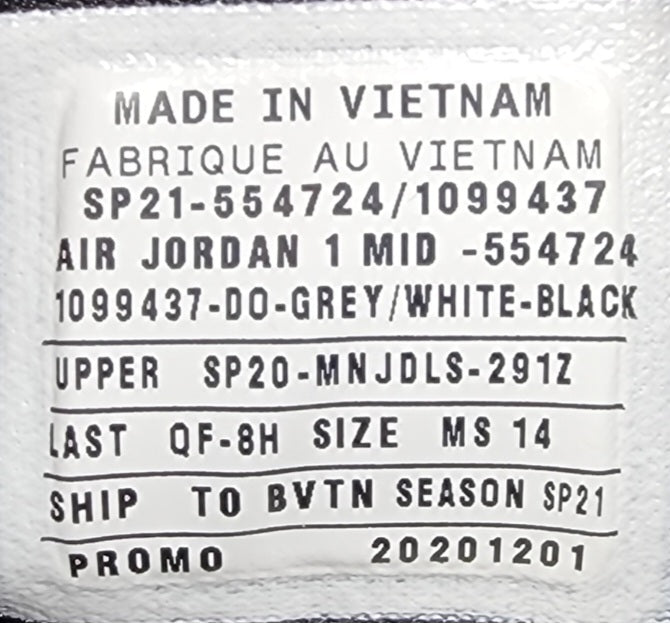 MADE IN VIETNAM
FABRIQUE AU VIETNAM
SP21-554724/1099437
AIR JORDAN 1 MID -554724
1099437-DO-GREY/WHITE-BLACK
UPPER SP20-MNJDLS-291Z
LAST QF-8H SIZE MS 14
SHIP TO BVTN SEASON SP21
PROMO 20201201